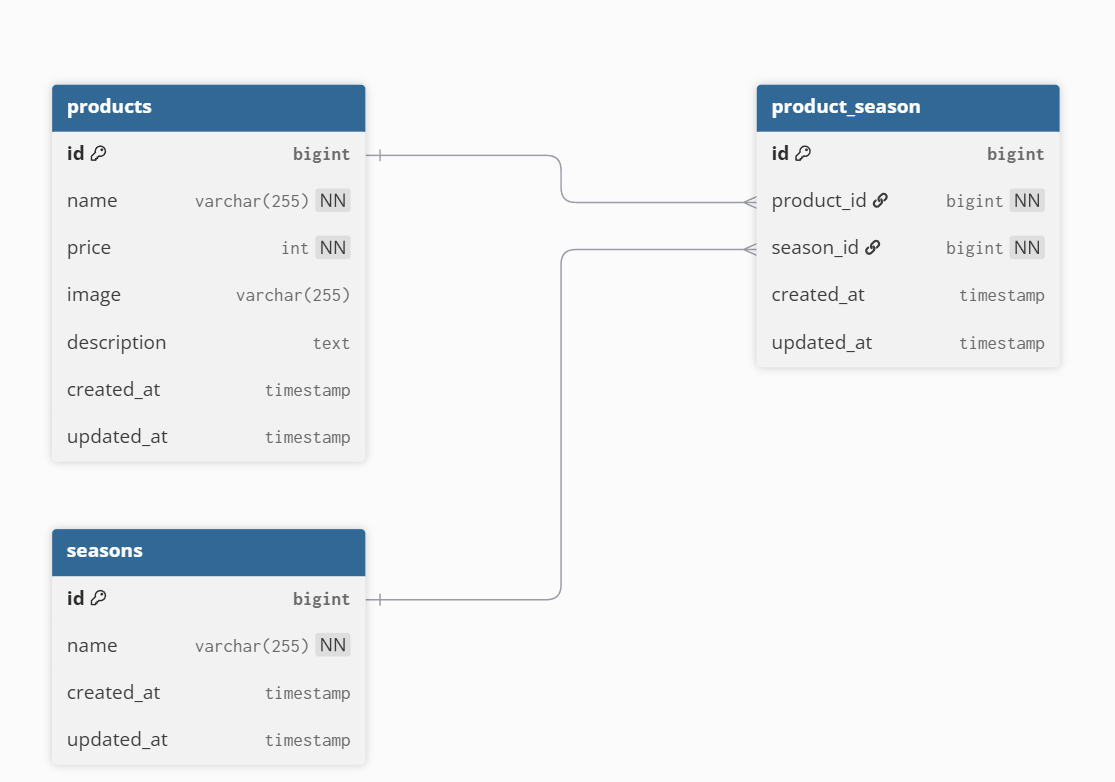 products
id bigint
name varchar(255) NN
price int NN
image varchar(255)
description text
created_at timestamp
updated_at timestamp
product_season
id bigint
product_id bigint NN
season_id bigint NN
created_at timestamp
updated_at timestamp
seasons
id bigint
name varchar(255) NN
created_at timestamp
updated_at timestamp